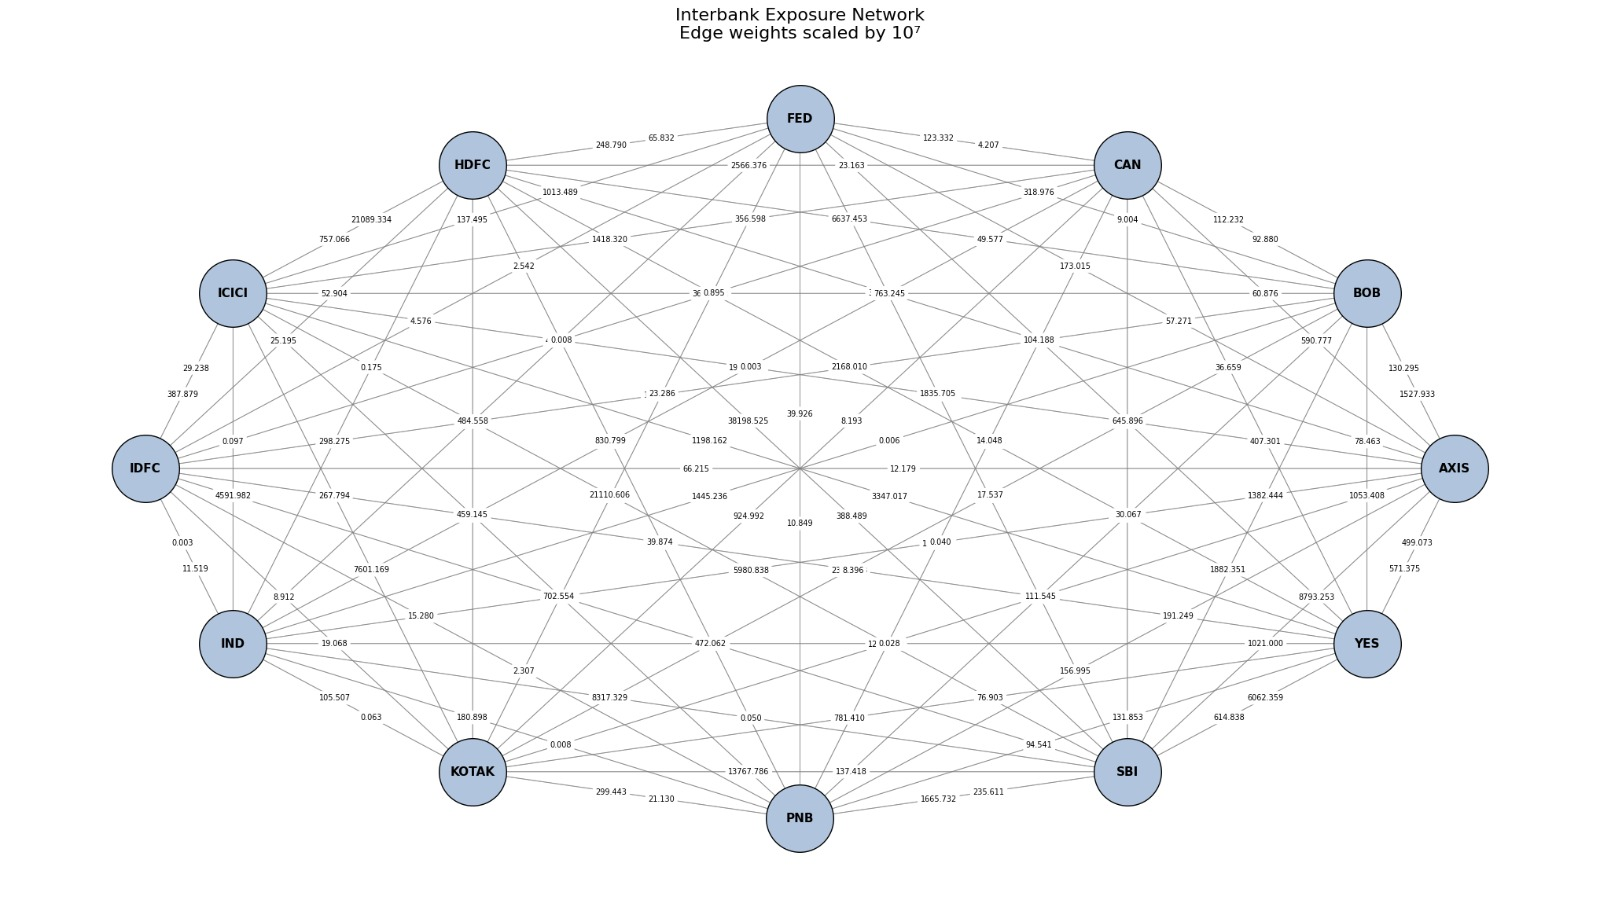 Interbank Exposure Network
Edge weights scaled by 10⁷
FED
248.790 65.832 123.332 4.207
HDFC 2566.376 23.163 CAN
1013.489 318.976
21089.334 137.495 356.598 6637.453 9.004 112.232
757.066 1418.320 49.577 92.880
2.542 173.015
ICICI 52.904 0.895 763.245 60.876 BOB
4.576 57.271
25.195 0.008 104.188 590.777
29.238 0.175 0.003 2168.010 36.659 130.295
387.879 23.286 1835.705 1527.933
39.926
484.558 38198.525 8.193 645.896
0.097 298.275 830.799 1198.162 0.006 14.048 407.301 78.463
IDFC 66.215 12.179 AXIS
4591.982 267.794 21110.606 1445.236 3347.017 17.537 1382.444 1053.408
459.145 924.992 388.489 30.067
10.849
0.003 39.874 0.040 499.073
11.519 7601.169 5980.838 8.396 1882.351 571.375
8.912 702.554 111.545 8793.253
15.280 191.249
IND 19.068 472.062 0.028 1021.000 YES
2.307 156.995
105.507 8317.329 76.903 6062.359
0.063 180.898 0.050 781.410 131.853 614.838
0.008 94.541
KOTAK 13767.786 137.418 SBI
299.443 21.130 1665.732 235.611
PNB